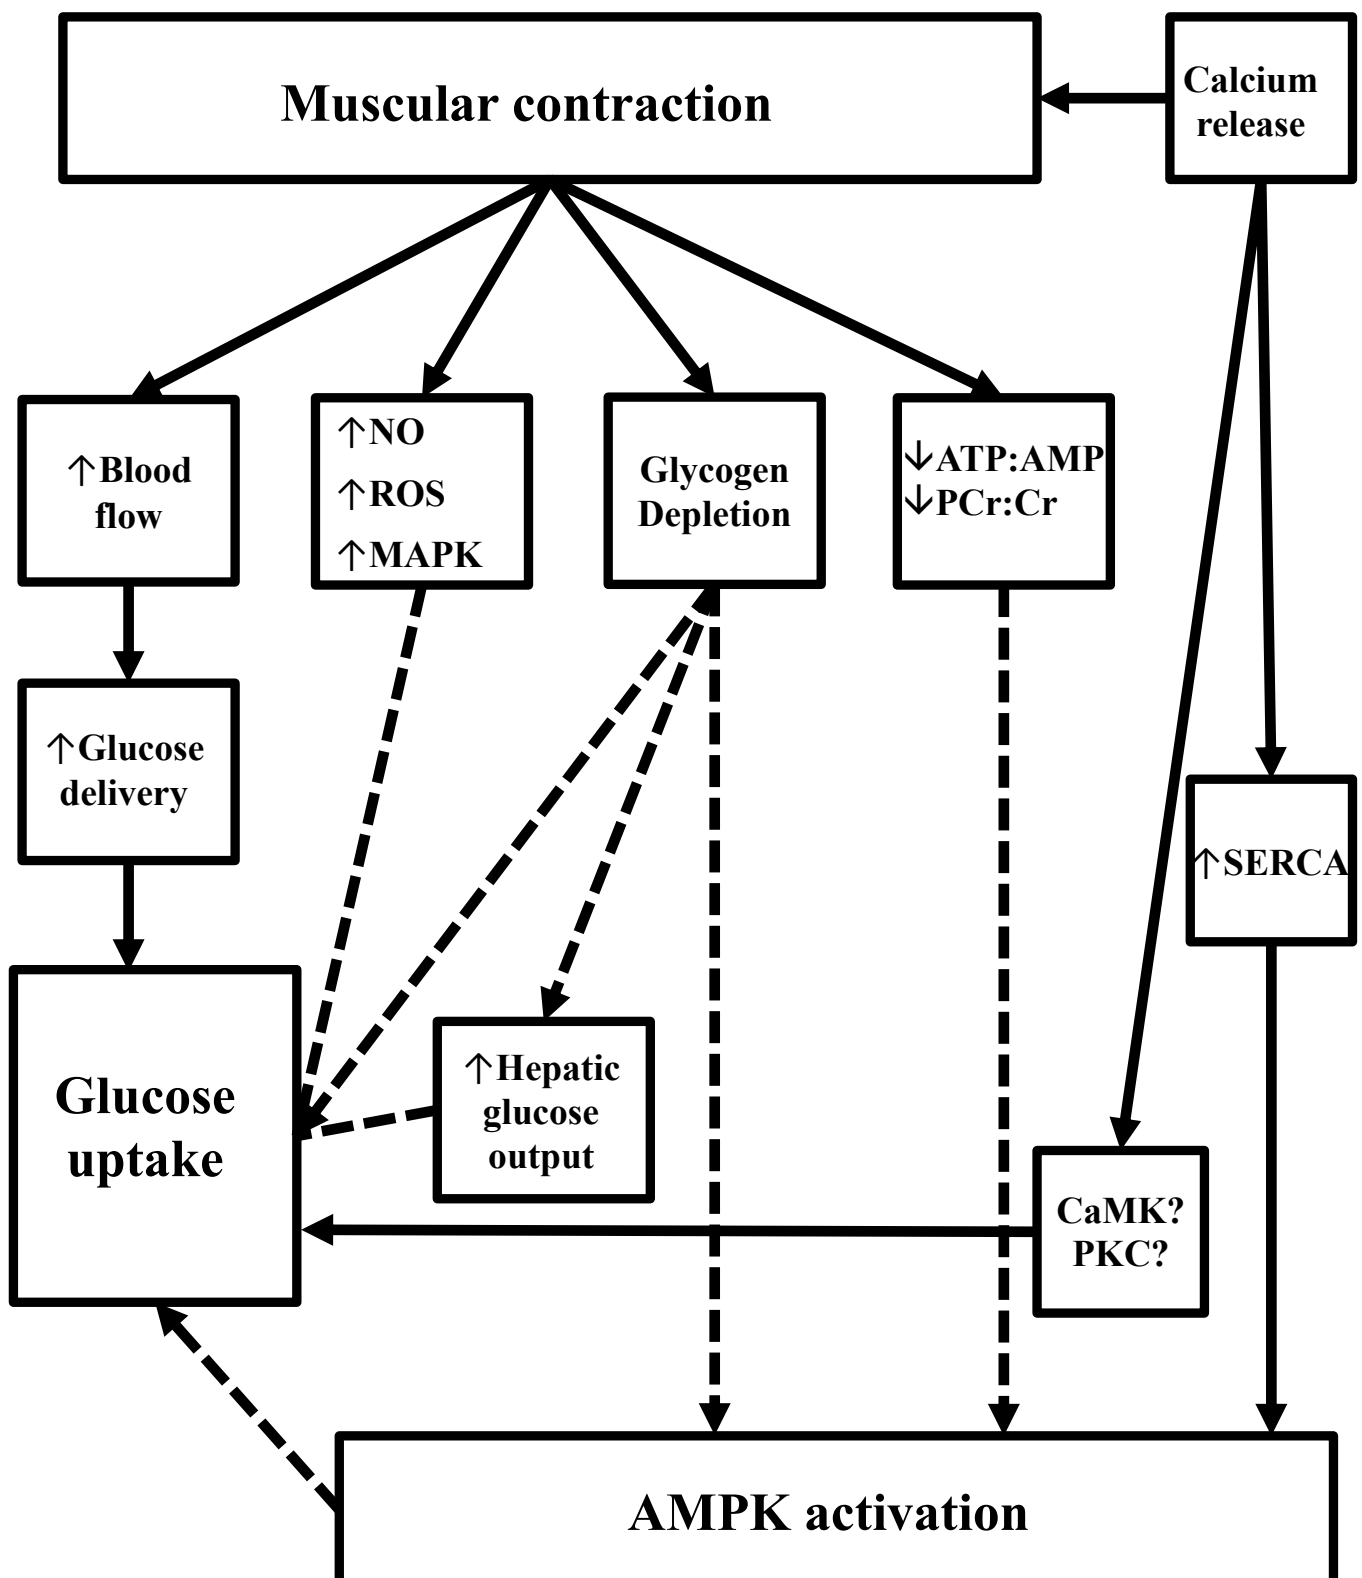 Muscular contraction
Calcium
release
↑Blood
flow
↑NO
↑ROS
↑MAPK
Glycogen
Depletion
↓ATP:AMP
↓PCr:Cr
↑Glucose
delivery
↑SERCA
Glucose
uptake
↑Hepatic
glucose
output
CaMK?
PKC?
AMPK activation